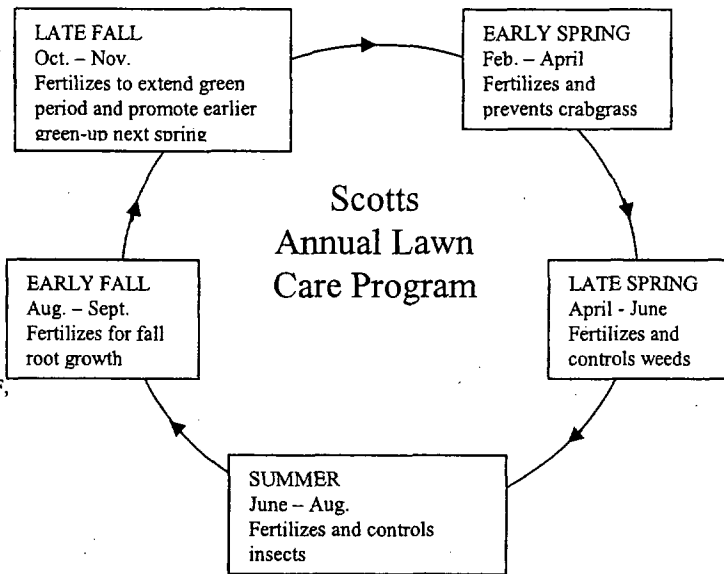 LATE FALL
Oct. – Nov.
Fertilizes to extend green
period and promote earlier
green-up next spring
EARLY SPRING
Feb. – April
Fertilizes and
prevents crabgrass
Scotts
Annual Lawn
Care Program
EARLY FALL
Aug. – Sept.
Fertilizes for fall
root growth
LATE SPRING
April - June
Fertilizes and
controls weeds
SUMMER
June – Aug.
Fertilizes and controls
insects